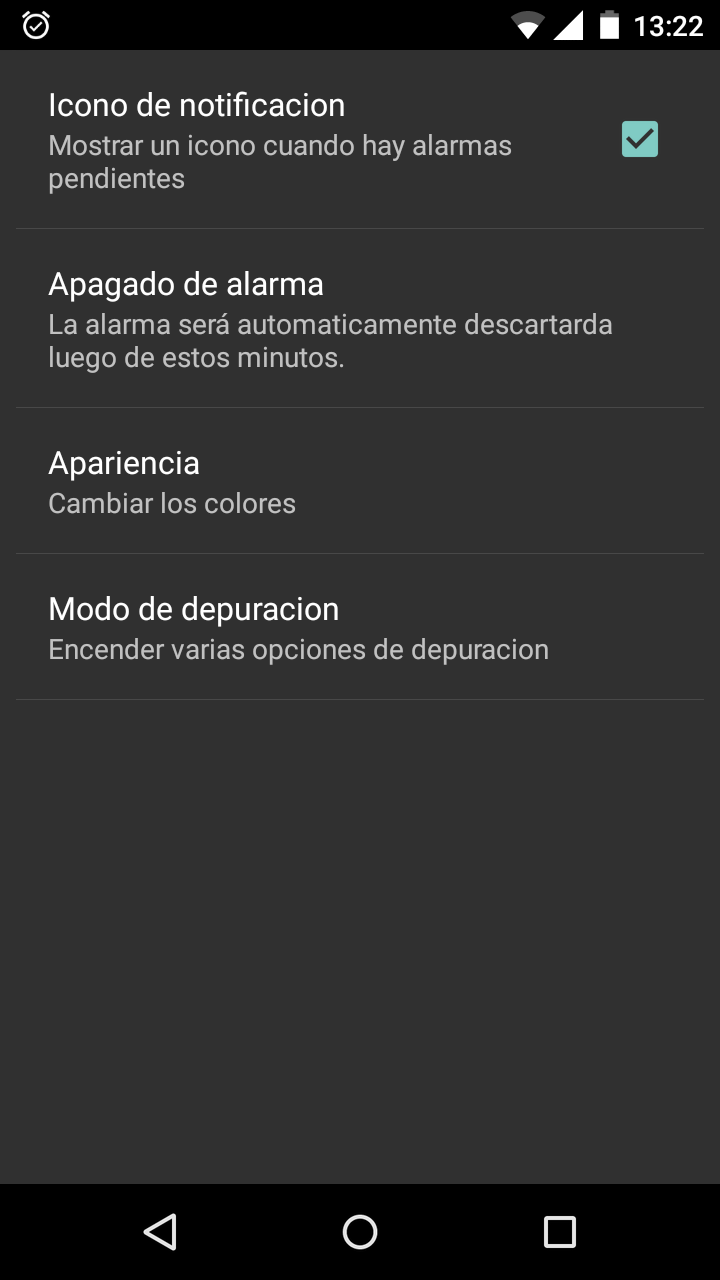 13:22
Icono de notificacion
Mostrar un icono cuando hay alarmas
pendientes
Apagado de alarma
La alarma será automaticamente descartarda
luego de estos minutos.
Apariencia
Cambiar los colores
Modo de depuracion
Encender varias opciones de depuracion